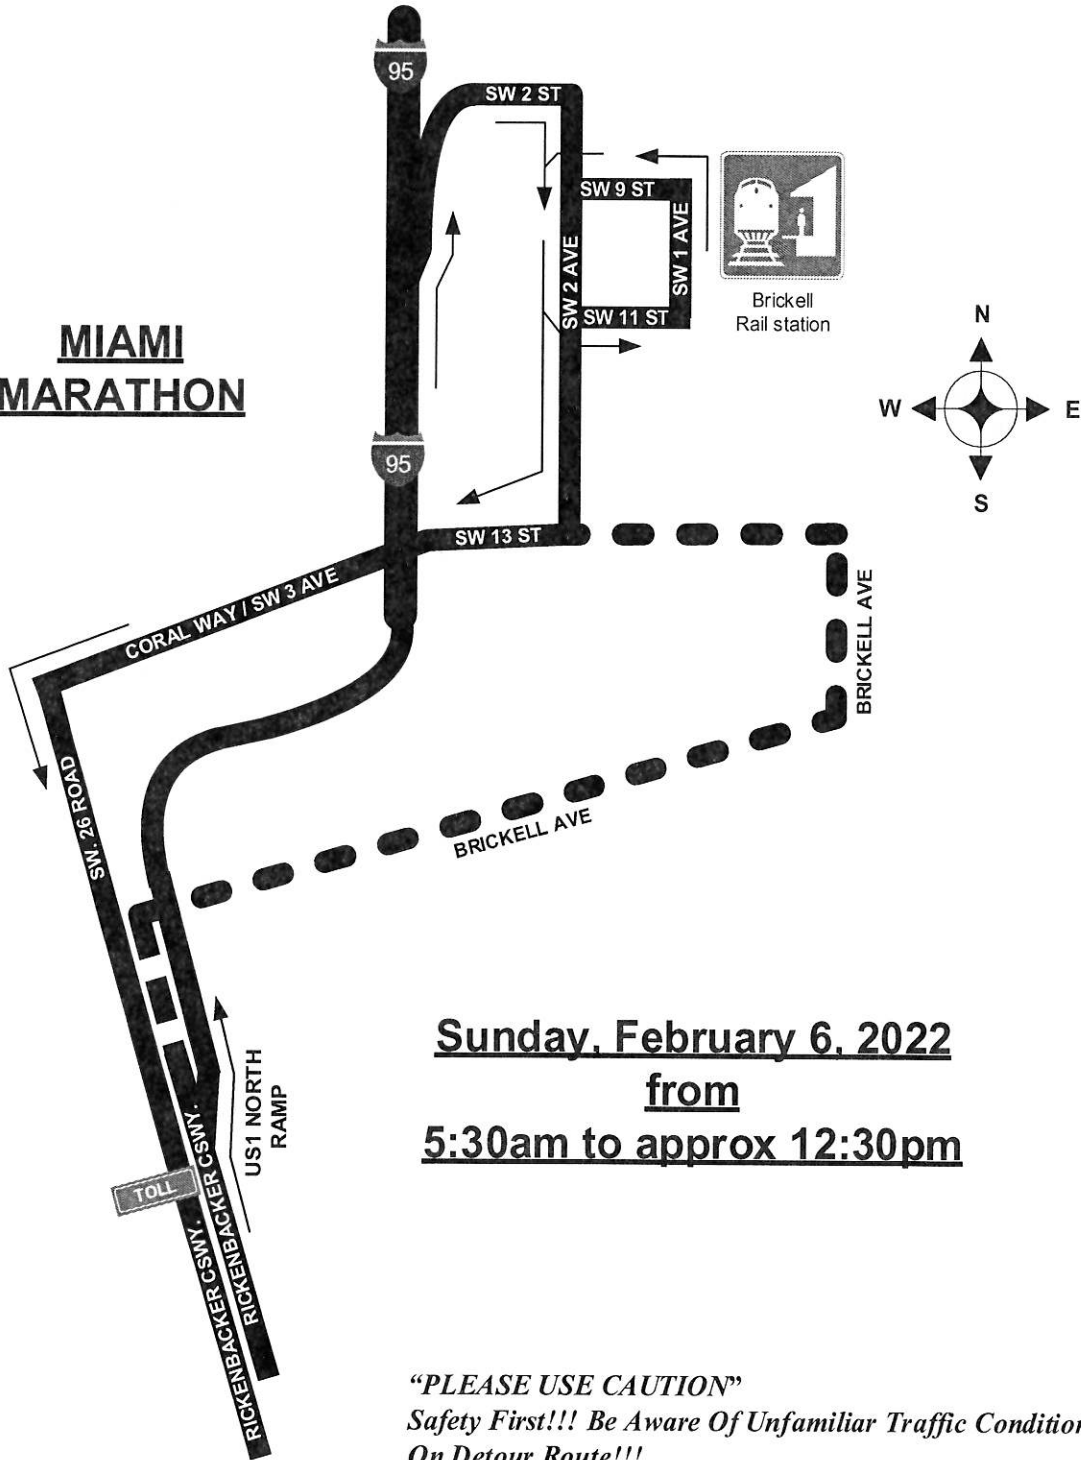 95
SW 2 ST
SW 9 ST
SW 1 AVE
SW 2 AVE
SW 11 ST
Brickell
Rail station
MIAMI
MARATHON
N
W
E
S
95
SW 13 ST
CORAL WAY / SW 3 AVE
BRICKELL AVE
SW. 26 ROAD
BRICKELL AVE
Sunday, February 6, 2022
from
5:30am to approx 12:30pm
US1 NORTH
RAMP
TOLL
RICKENBACKER CSWY.
RICKENBACKER CSWY.
“PLEASE USE CAUTION”
Safety First!!! Be Aware Of Unfamiliar Traffic Condition
On Detour Route!!!